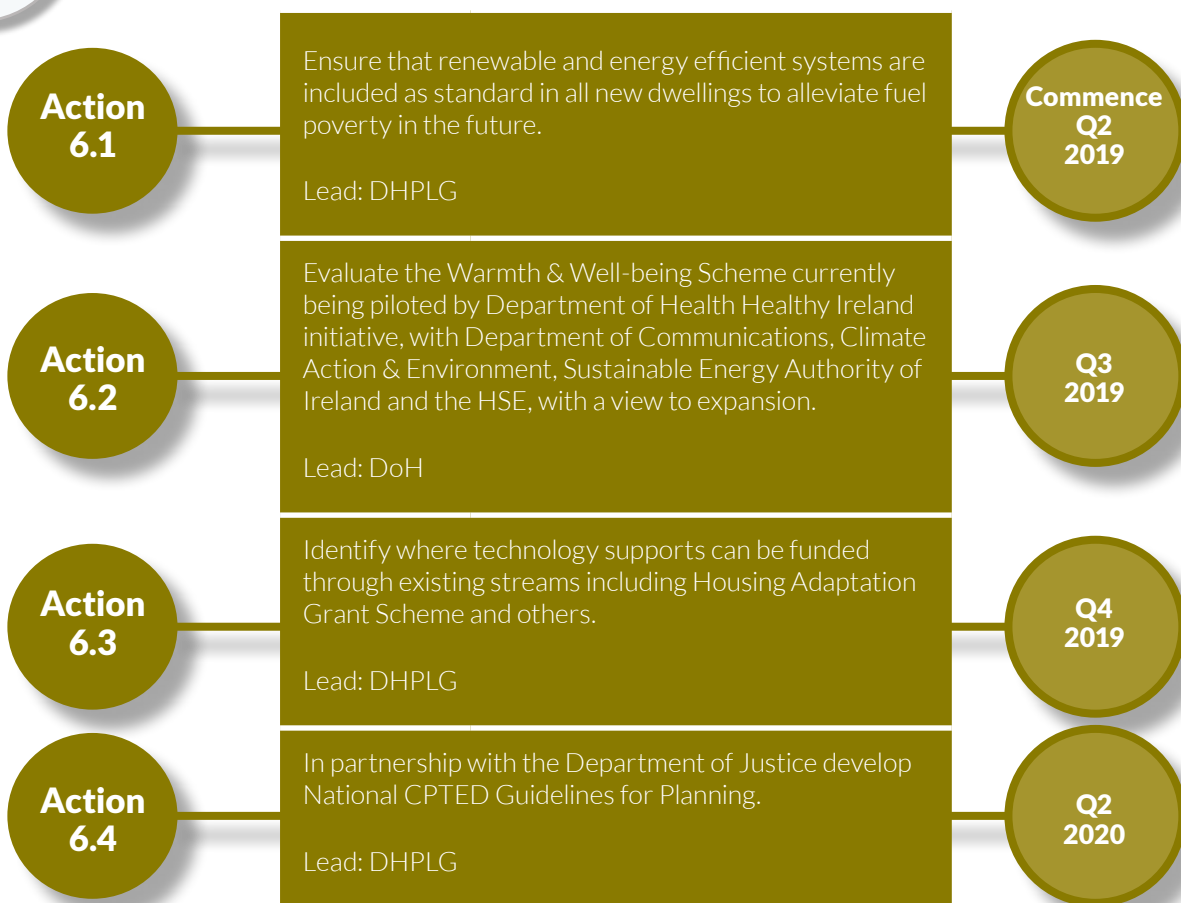 Action
6.1
Ensure that renewable and energy efficient systems are
included as standard in all new dwellings to alleviate fuel
poverty in the future.
Lead: DHPLG
Commence
Q2
2019
Action
6.2
Evaluate the Warmth & Well-being Scheme currently
being piloted by Department of Health Healthy Ireland
initiative, with Department of Communications, Climate
Action & Environment, Sustainable Energy Authority of
Ireland and the HSE, with a view to expansion.
Lead: DoH
Q3
2019
Action
6.3
Identify where technology supports can be funded
through existing streams including Housing Adaptation
Grant Scheme and others.
Lead: DHPLG
Q4
2019
Action
6.4
In partnership with the Department of Justice develop
National CPTED Guidelines for Planning.
Lead: DHPLG
Q2
2020